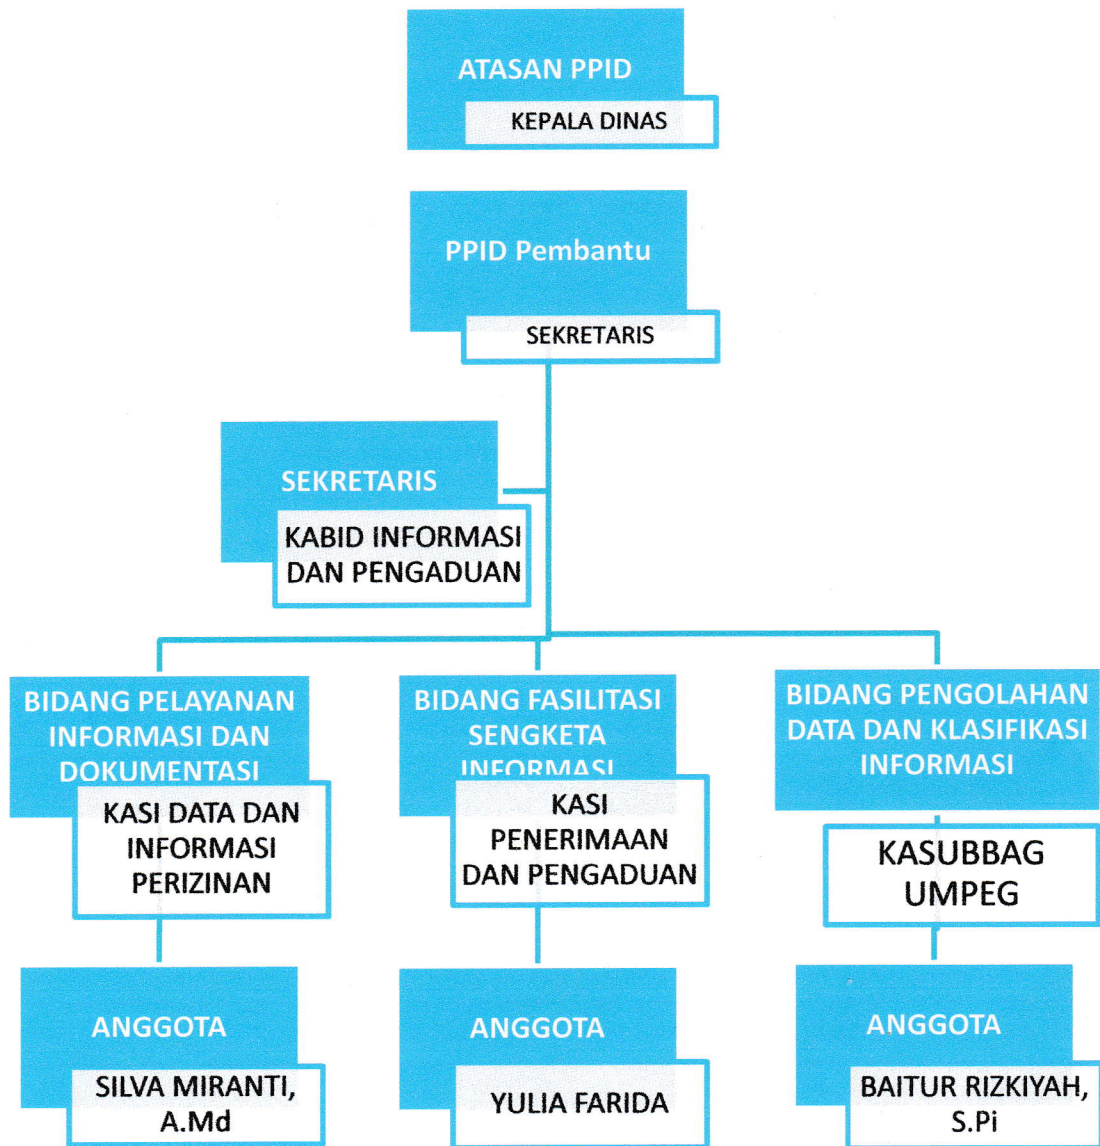 ATASAN PPID
KEPALA DINAS
PPID Pembantu
SEKRETARIS
SEKRETARIS
KABID INFORMASI
DAN PENGADUAN
BIDANG PELAYANAN
INFORMASI DAN
DOKUMENTASI
KASI DATA DAN
INFORMASI
PERIZINAN
BIDANG FASILITASI
SENGKETA
INFORMASI
KASI
PENERIMAAN
DAN PENGADUAN
BIDANG PENGOLAHAN
DATA DAN KLASIFIKASI
INFORMASI
KASUBBAG
UMPEG
ANGGOTA
SILVA MIRANTI,
A.Md
ANGGOTA
YULIA FARIDA
ANGGOTA
BAITUR RIZKIYAH,
S.Pi